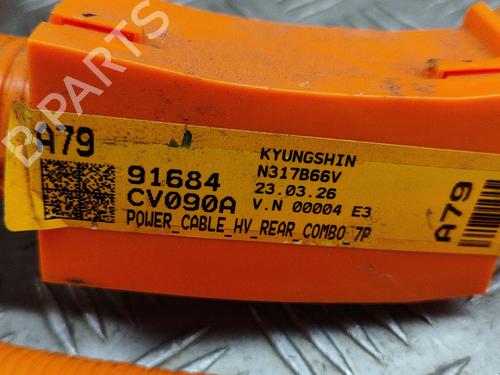 B-PARTS
A79
91684
CV090A
KYUNGSHIN
N317B66V
23.03.26
V.N 00004 E3
POWER_CABLE_HV_REAR_COMBO_7P
A79